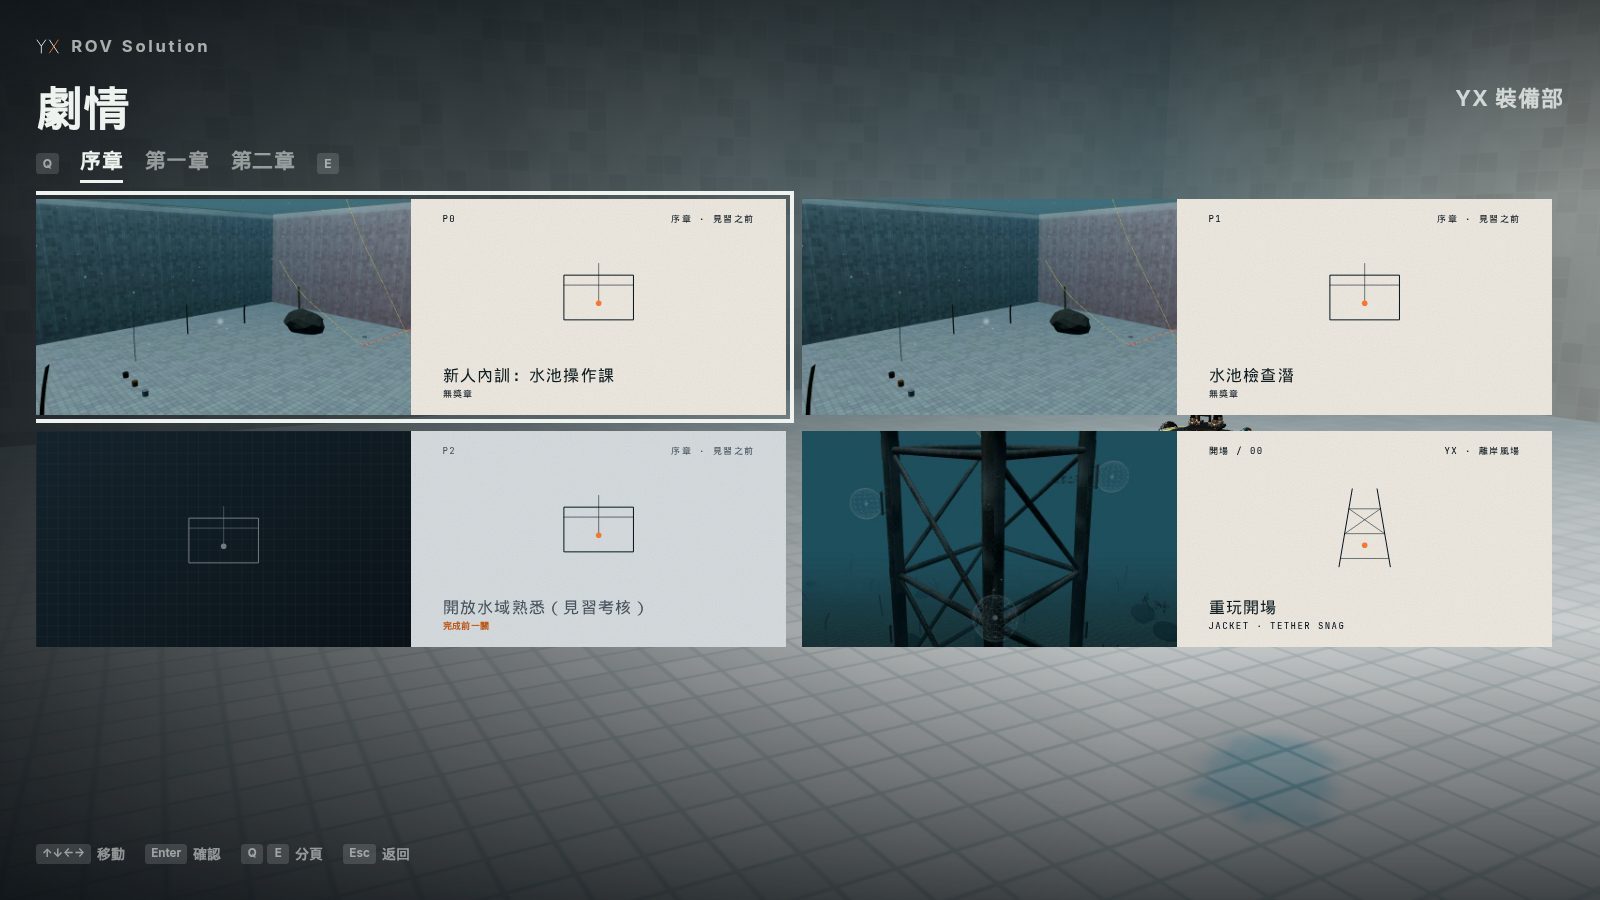 YX ROV Solution
劇情
YX 裝備部
Q 序章 第一章 第二章 E
P0 序章 · 見習之前
新人內訓：水池操作課
無獎章
P1 序章 · 見習之前
水池檢查潛
無獎章
P2 序章 · 見習之前
開放水域熟悉（見習考核）
完成前一關
開場 / 00 YX · 離岸風場
重玩開場
JACKET · TETHER SNAG
↑↓←→ 移動 Enter 確認 Q E 分頁 Esc 返回